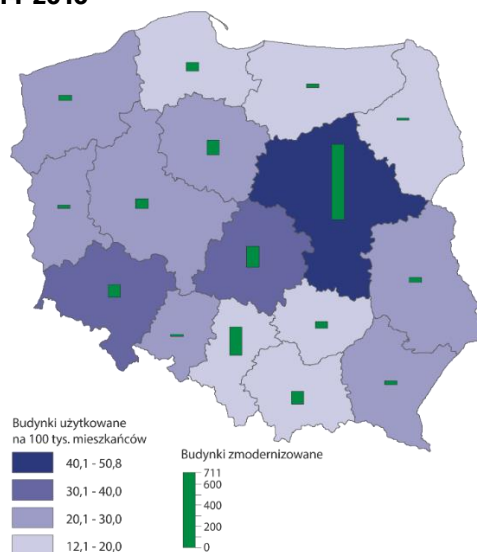 Budynki użytkowane
na 100 tys. mieszkańców
40,1 - 50,8
30,1 - 40,0
20,1 - 30,0
12,1 - 20,0
Budynki zmodernizowane
711
600
400
200
0